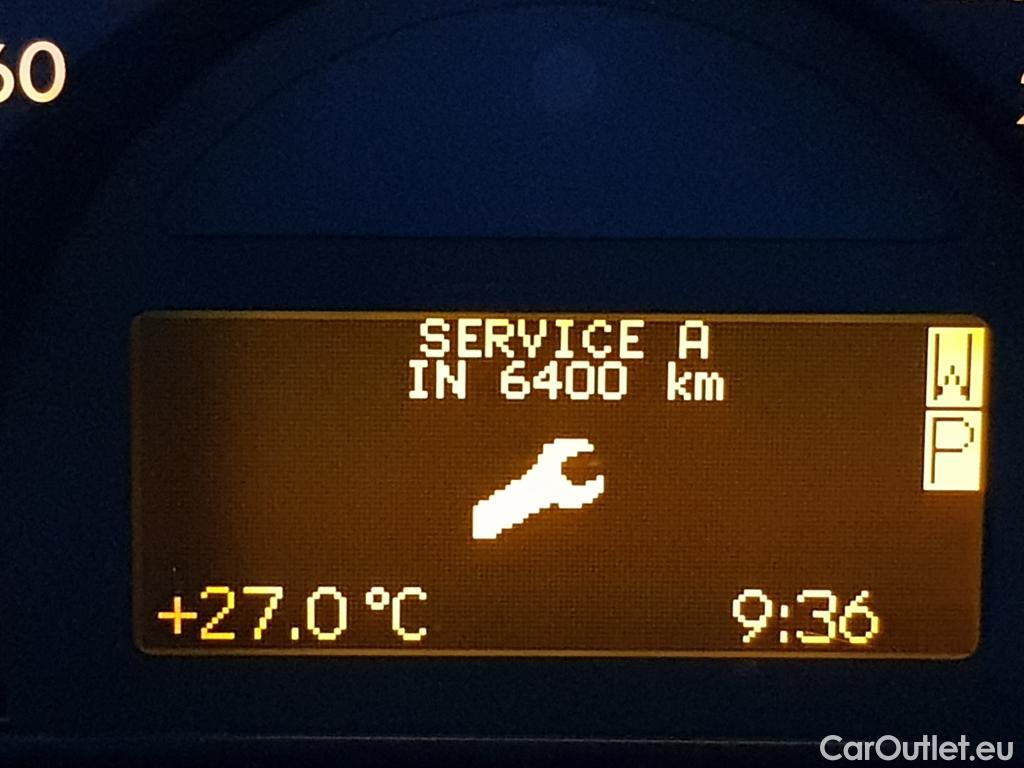 60
SERVICE A
IN 6400 km
W
P
+27.0 °C
9:36
CarOutlet.eu